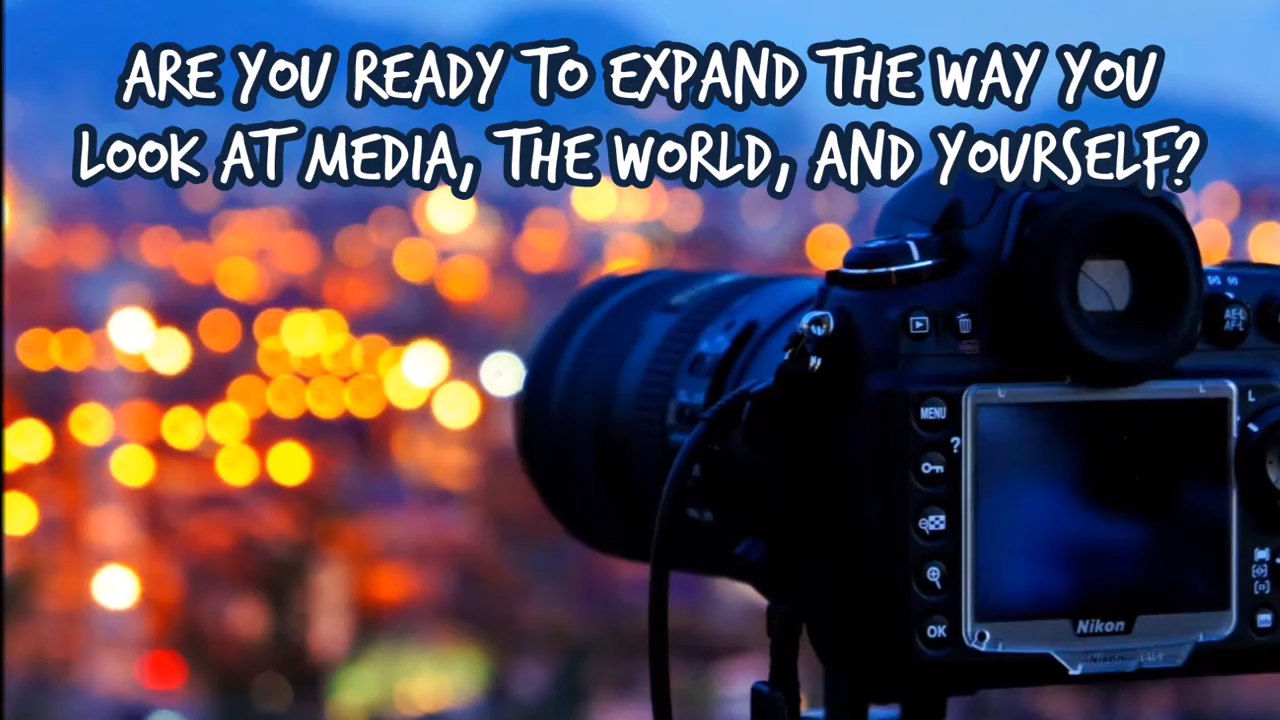 ARE YOU READY TO EXPAND THE WAY YOU
LOOK AT MEDIA, THE WORLD, AND YOURSELF?
AE-L
AF-L
MENU
L
?
OK
Nikon
Nikon